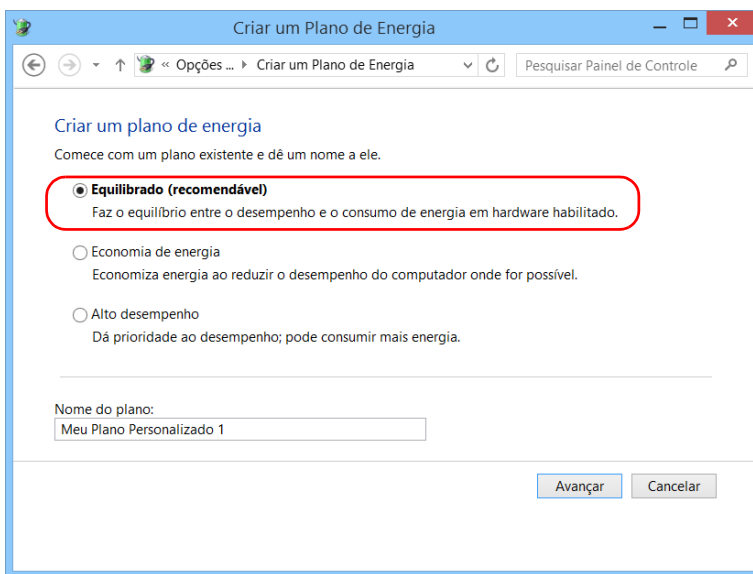 Criar um Plano de Energia
« Opções ... Criar um Plano de Energia
Pesquisar Painel de Controle
Criar um plano de energia
Comece com um plano existente e dê um nome a ele.
Equilibrado (recomendável)
Faz o equilíbrio entre o desempenho e o consumo de energia em hardware habilitado.
Economia de energia
Economiza energia ao reduzir o desempenho do computador onde for possível.
Alto desempenho
Dá prioridade ao desempenho; pode consumir mais energia.
Nome do plano:
Meu Plano Personalizado 1
Avançar Cancelar